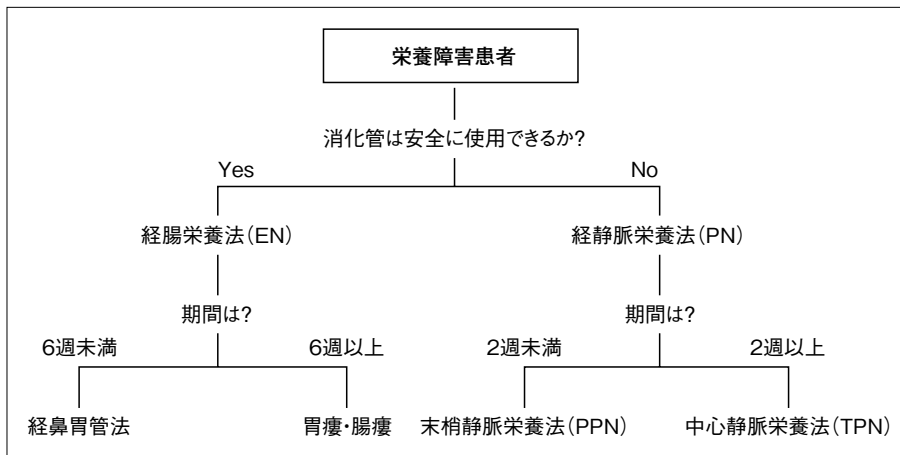 栄養障害患者
消化管は安全に使用できるか?
Yes
No
経腸栄養法(EN)
経静脈栄養法(PN)
期間は?
期間は?
6週未満
6週以上
2週未満
2週以上
経鼻胃管法
胃瘻・腸瘻
末梢静脈栄養法(PPN)
中心静脈栄養法(TPN)